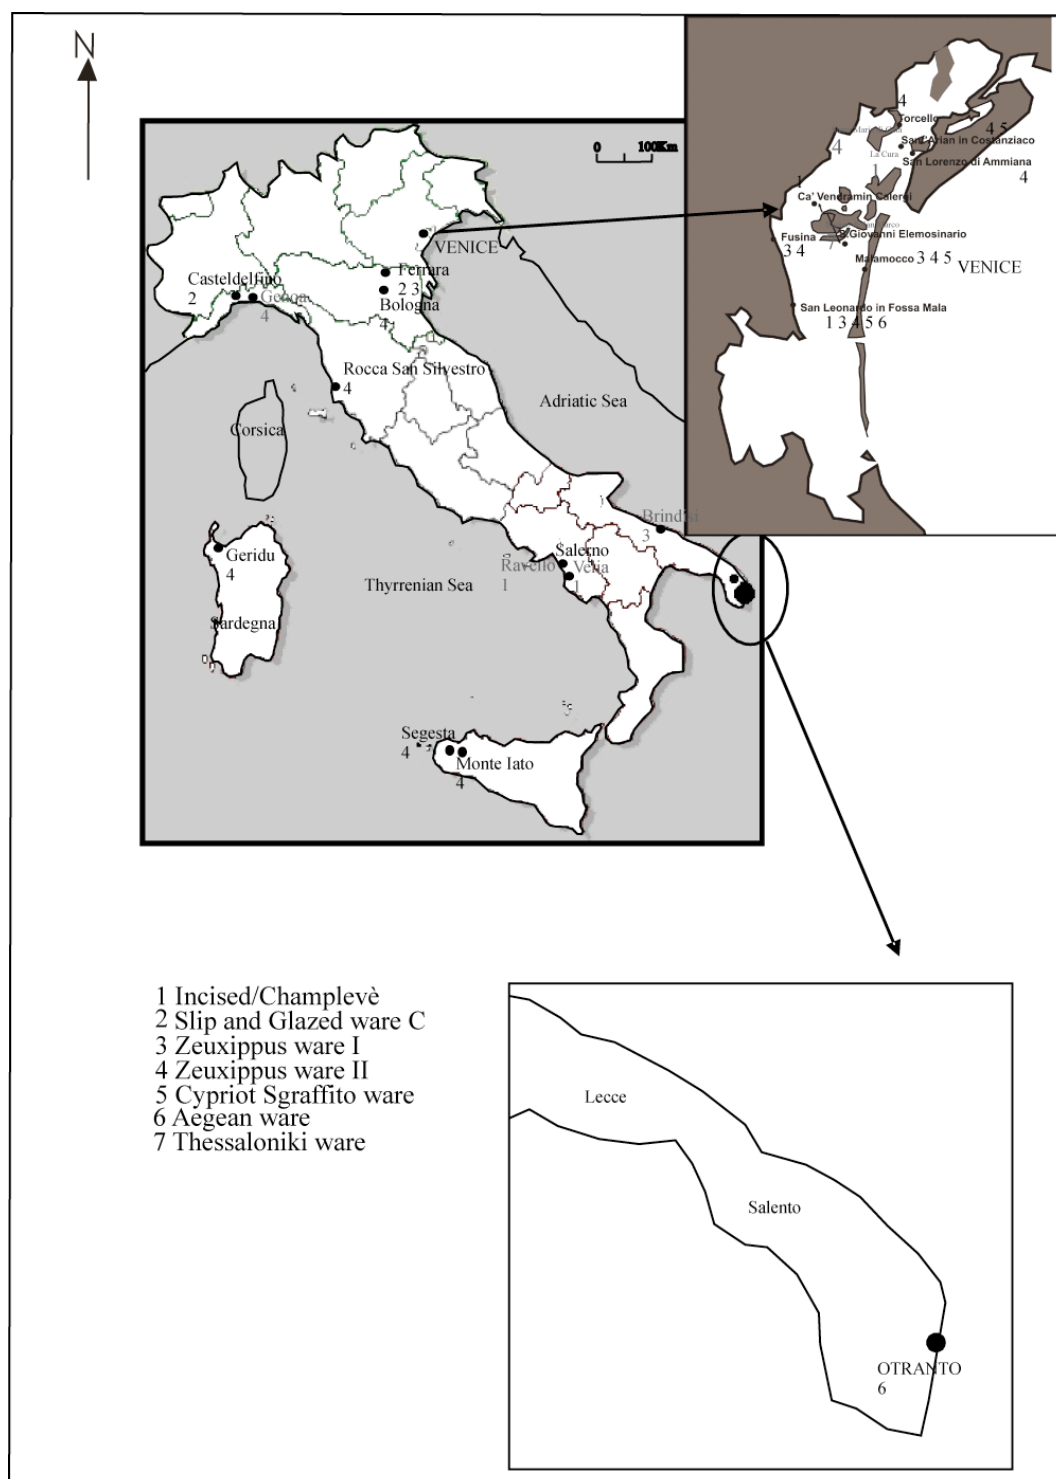 N
0 100Km
VENICE
Ferrara
2 3
Casteldelfino
2
Genoa
4
Bologna
4
Rocca San Silvestro
4
Adriatic Sea
Corsica
Brindisi
3
Geridu
4
Salerno
Ravello
1
Velia
1
Thyrrenian Sea
Sardegna
Segesta
4
Monte Iato
4
4
Torcello
4 5
San Arian in Costanziaco
4
La Cura
1
San Lorenzo di Ammiana
4
1
Ca' Vendramin Calergi
Fusina
3 4
S.Giovanni Elemosinario
7
Malamocco 3 4 5
VENICE
San Leonardo in Fossa Mala
1 3 4 5 6
1 Incised/Champlevè
2 Slip and Glazed ware C
3 Zeuxippus ware I
4 Zeuxippus ware II
5 Cypriot Sgraffito ware
6 Aegean ware
7 Thessaloniki ware
Lecce
Salento
OTRANTO
6